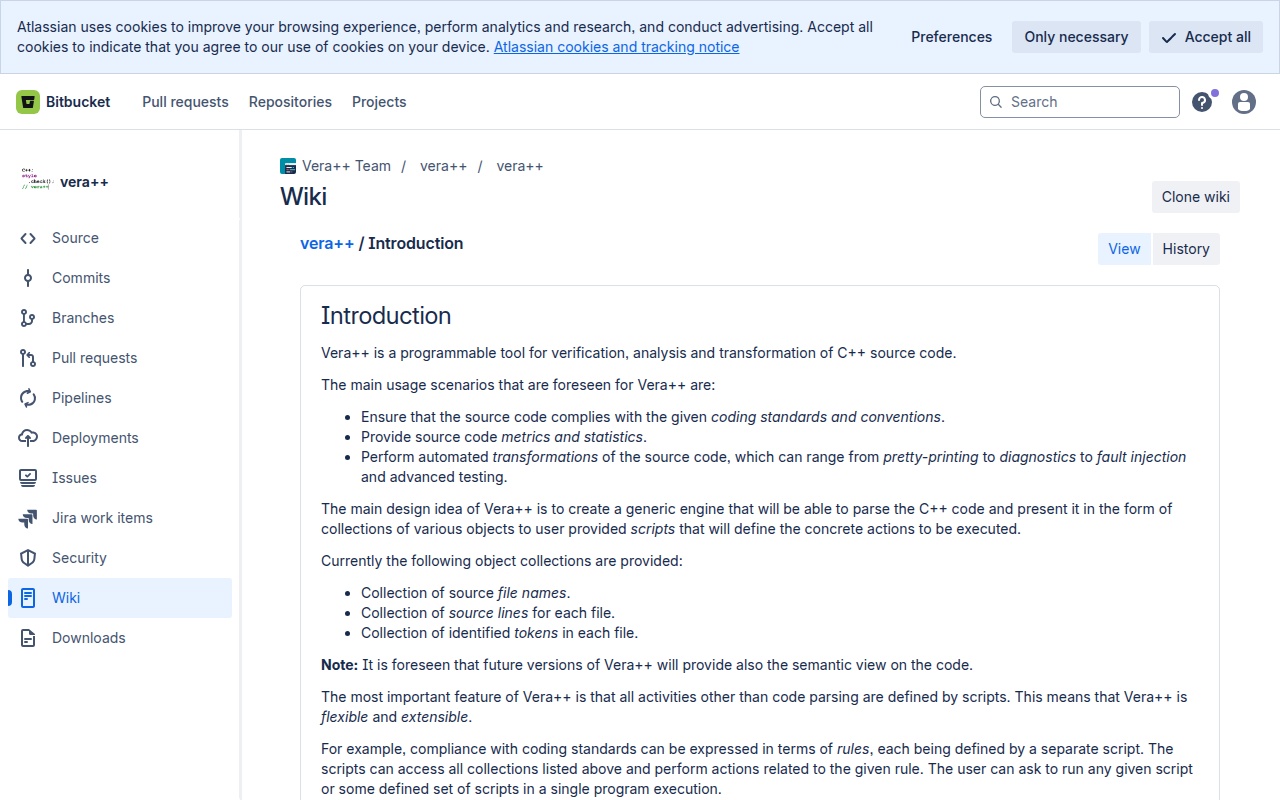 Atlassian uses cookies to improve your browsing experience, perform analytics and research, and conduct advertising. Accept all
cookies to indicate that you agree to our use of cookies on your device. Atlassian cookies and tracking notice
Preferences
Only necessary
Accept all
Bitbucket
Pull requests
Repositories
Projects
Search
C++:
style
.check();
// vera++
vera++
Source
Commits
Branches
Pull requests
Pipelines
Deployments
Issues
Jira work items
Security
Wiki
Downloads
Vera++ Team / vera++ / vera++
Wiki
Clone wiki
vera++ / Introduction
View
History
Introduction
Vera++ is a programmable tool for verification, analysis and transformation of C++ source code.
The main usage scenarios that are foreseen for Vera++ are:
• Ensure that the source code complies with the given coding standards and conventions.
• Provide source code metrics and statistics.
• Perform automated transformations of the source code, which can range from pretty-printing to diagnostics to fault injection
and advanced testing.
The main design idea of Vera++ is to create a generic engine that will be able to parse the C++ code and present it in the form of
collections of various objects to user provided scripts that will define the concrete actions to be executed.
Currently the following object collections are provided:
• Collection of source file names.
• Collection of source lines for each file.
• Collection of identified tokens in each file.
Note: It is foreseen that future versions of Vera++ will provide also the semantic view on the code.
The most important feature of Vera++ is that all activities other than code parsing are defined by scripts. This means that Vera++ is
flexible and extensible.
For example, compliance with coding standards can be expressed in terms of rules, each being defined by a separate script. The
scripts can access all collections listed above and perform actions related to the given rule. The user can ask to run any given script
or some defined set of scripts in a single program execution.